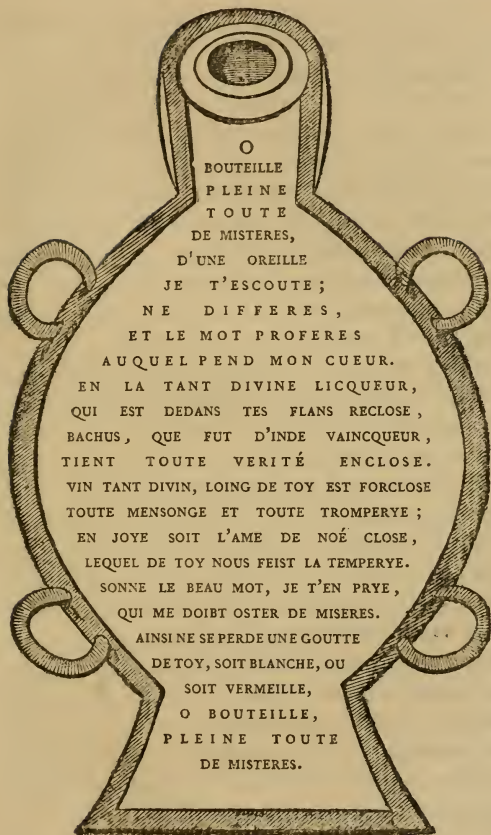 O
BOUTEILLE
PLEINE
TOUTE
DE MISTERES,
D'UNE OREILLE
JE T'ESCOUTE;
NE DIFFERES,
ET LE MOT PROFERES
AUQUEL PEND MON CUEUR.
EN LA TANT DIVINE LICQUEUR,
QUI EST DEDANS TES FLANS RECLOSE,
BACHUS, QUE FUT D'INDE VAINCQUEUR,
TIENT TOUTE VERITÉ ENCLOSE.
VIN TANT DIVIN, LOING DE TOY EST FORCLOSE
TOUTE MENSONGE ET TOUTE TROMPERYE;
EN JOYE SOIT L'AME DE NOÉ CLOSE,
LEQUEL DE TOY NOUS FEIST LA TEMPERYE.
SONNE LE BEAU MOT, JE T'EN PRYE,
QUI ME DOIBT OSTER DE MISERES.
AINSI NE SE PERDE UNE GOUTTE
DE TOY, SOIT BLANCHE, OU
SOIT VERMEILLE,
O BOUTEILLE,
PLEINE TOUTE
DE MISTERES.